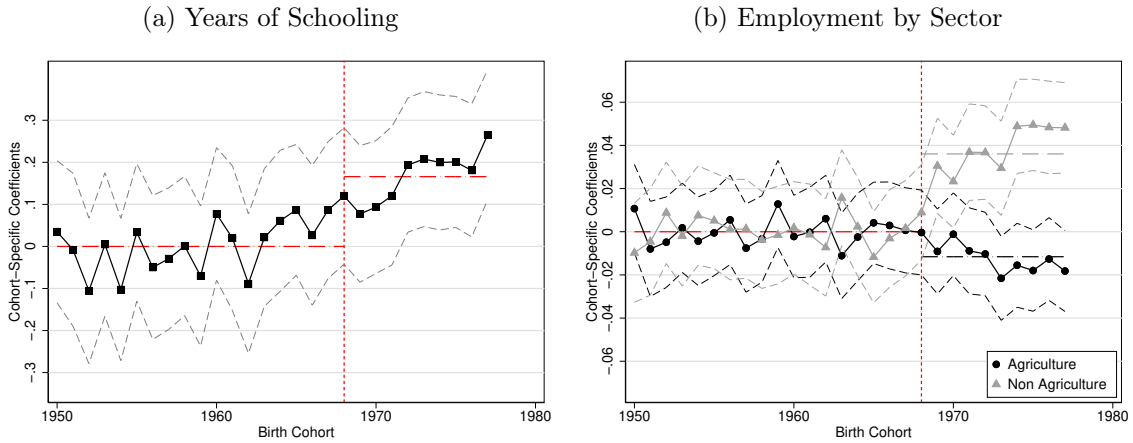 (a) Years of Schooling
Cohort−Specific Coefficients
.3
.2
.1
0
−.1
−.2
−.3
1950
1960
1970
1980
Birth Cohort
(b) Employment by Sector
Cohort−Specific Coefficients
.06
.04
.02
0
−.02
−.04
−.06
Agriculture
Non Agriculture
1950
1960
1970
1980
Birth Cohort